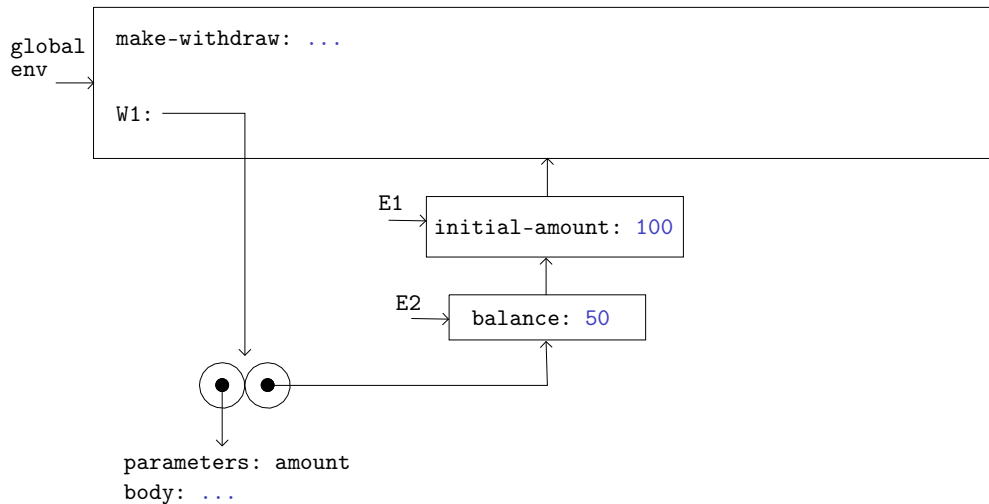 make-withdraw: ...
global
env
W1:
E1
initial-amount: 100
E2
balance: 50
parameters: amount
body: ...